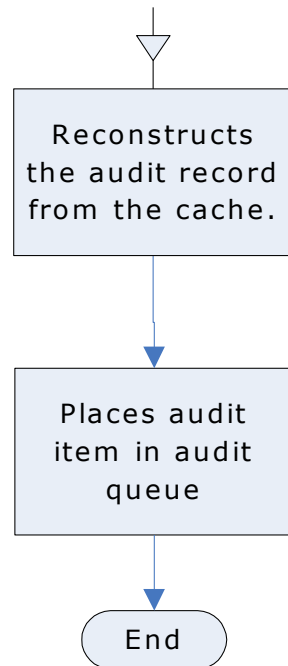 Reconstructs
the audit record
from the cache.
Places audit
item in audit
queue
End